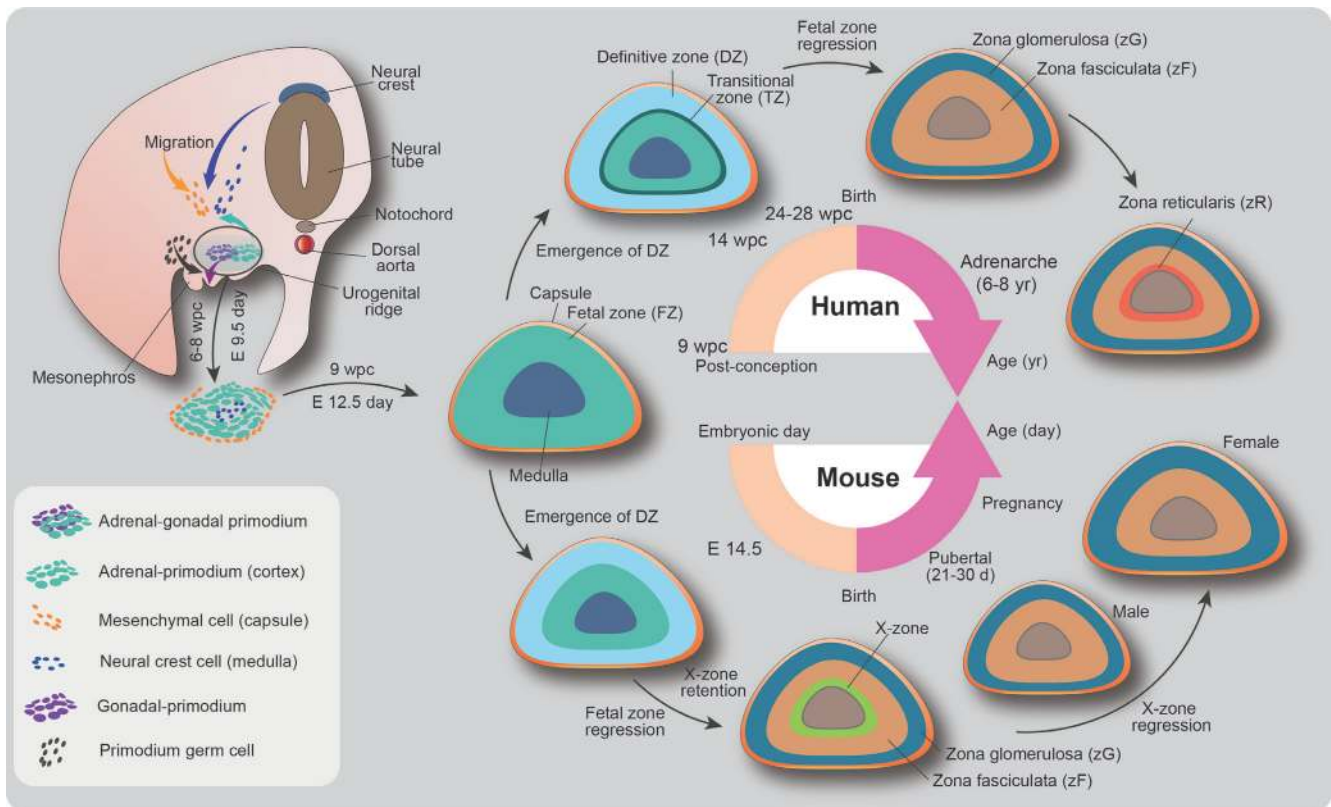 Neural
crest
Migration
Neural
tube
Notochord
Dorsal
aorta
Urogenital
ridge
Mesonephros
6-8 wpc
E 9.5 day
9 wpc
E 12.5 day
Adrenal-gonadal primodium
Adrenal-primodium (cortex)
Mesenchymal cell (capsule)
Neural crest cell (medulla)
Gonadal-primodium
Primodium germ cell
Capsule
Fetal zone (FZ)
Medulla
Emergence of DZ
Definitive zone (DZ)
Transitional
zone (TZ)
Fetal zone
regression
Zona glomerulosa (zG)
Zona fasciculata (zF)
Zona reticularis (zR)
Birth
24-28 wpc
14 wpc
9 wpc
Post-conception
Human
Adrenarche
(6-8 yr)
Age (yr)
Embryonic day
Mouse
Age (day)
Pregnancy
Pubertal
(21-30 d)
E 14.5
Birth
Emergence of DZ
X-zone
retention
Fetal zone
regression
X-zone
Zona glomerulosa (zG)
Zona fasciculata (zF)
Male
Female
X-zone
regression